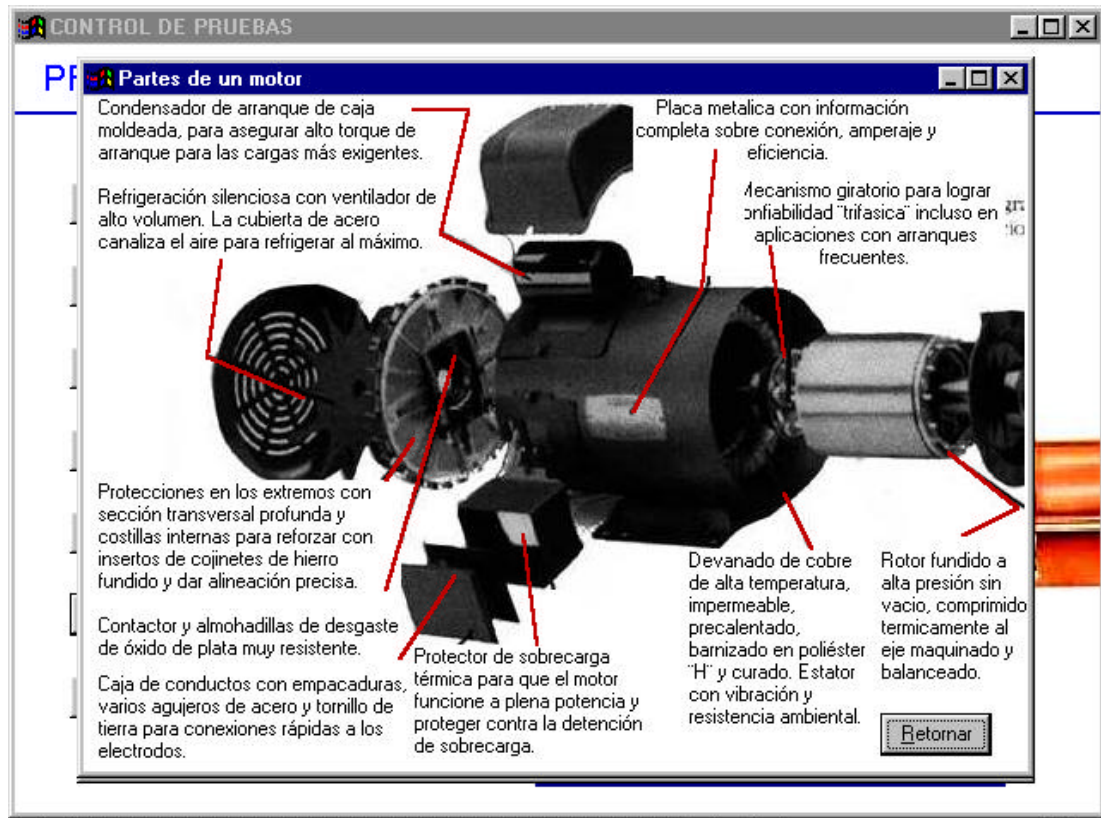 CONTROL DE PRUEBAS
Partes de un motor
Condensador de arranque de caja
moldeada, para asegurar alto torque de
arranque para las cargas más exigentes.
Refrigeración silenciosa con ventilador de
alto volumen. La cubierta de acero
canaliza el aire para refrigerar al máximo.
Placa metalica con información
completa sobre conexión, amperaje y
eficiencia.
Mecanismo giratorio para lograr
onfiabilidad "trifasica" incluso en
aplicaciones con arranques
frecuentes.
Protecciones en los extremos con
sección transversal profunda y
costillas internas para reforzar con
insertos de cojinetes de hierro
fundido y dar alineación precisa.
Contactor y almohadillas de desgaste
de óxido de plata muy resistente.
Caja de conductos con empacaduras,
varios agujeros de acero y tornillo de
tierra para conexiones rápidas a los
electrodos.
Protector de sobrecarga
térmica para que el motor
funcione a plena potencia y
proteger contra la detención
de sobrecarga.
Devanado de cobre
de alta temperatura,
impermeable,
precalentado,
barnizado en poliéster
"H" y curado. Estator
con vibración y
resistencia ambiental.
Rotor fundido a
alta presión sin
vacio, comprimido
termicamente al
eje maquinado y
balanceado.
Retornar